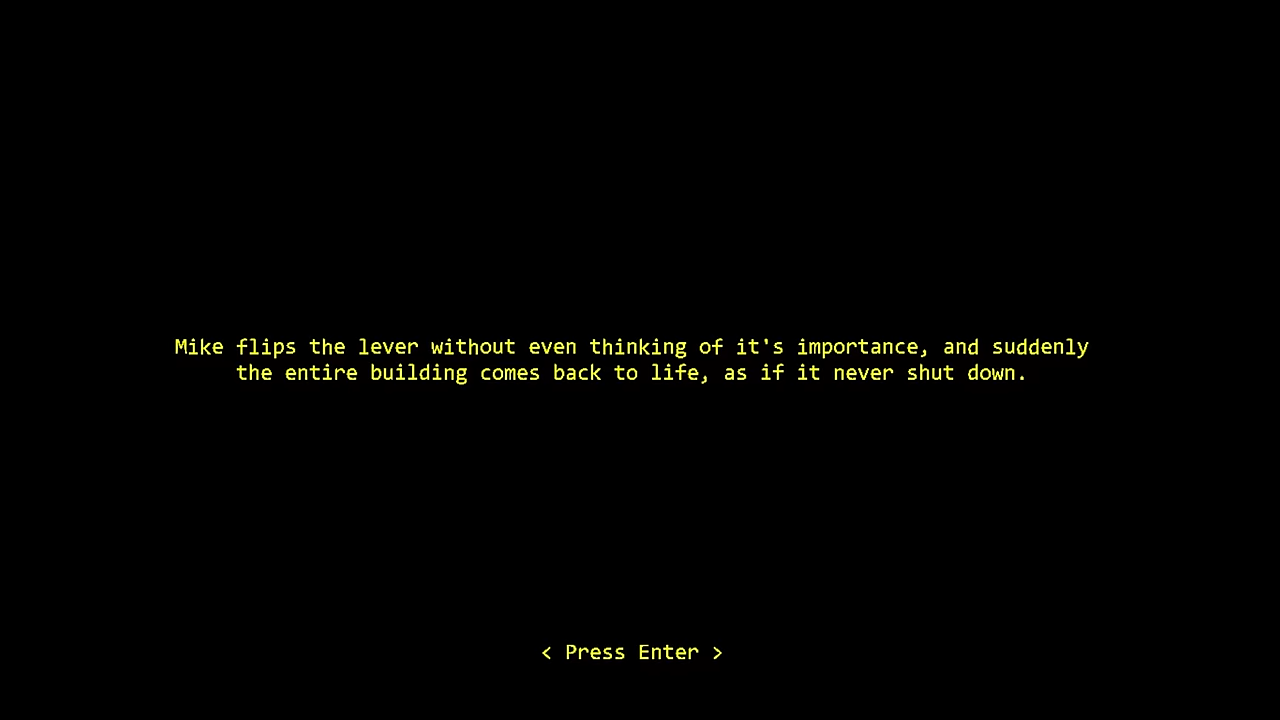 Mike flips the lever without even thinking of it's importance, and suddenly
the entire building comes back to life, as if it never shut down.
< Press Enter >